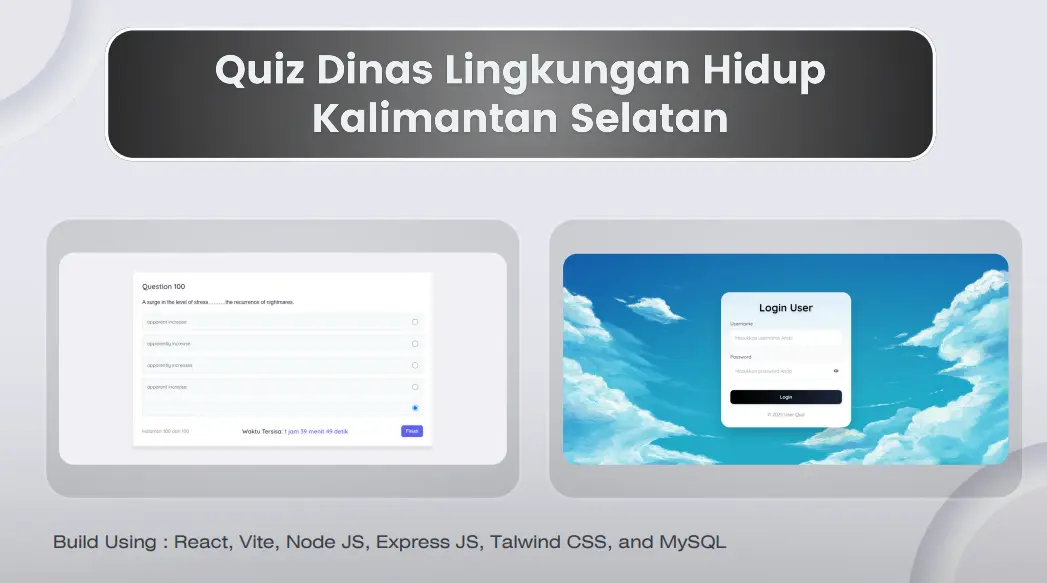 Quiz Dinas Lingkungan Hidup
Kalimantan Selatan
Question 100
A surge in the level of stress..........the recurrence of nightmares.
apparent increase
apparently increase
apparently increases
apparent increase
Halaman 100 dari 100
Waktu Tersisa: 1 jam 39 menit 49 detik
Finish
Login User
Username
Masukkan username Anda
Password
Masukkan password Anda
Login
© 2025 User Quiz
Build Using : React, Vite, Node JS, Express JS, Talwind CSS, and MySQL